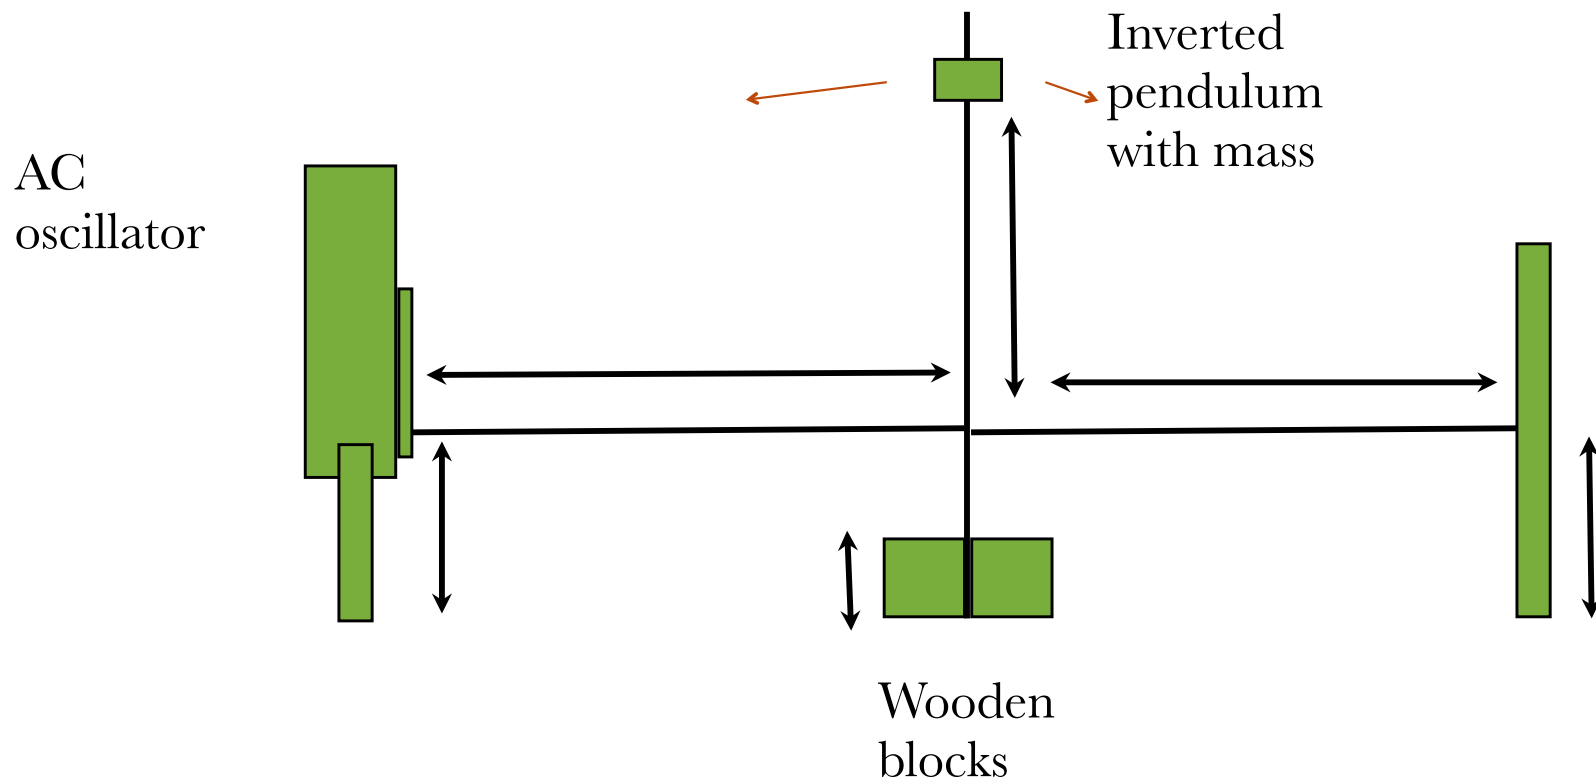 Inverted
pendulum
with mass
AC
oscillator
Wooden
blocks